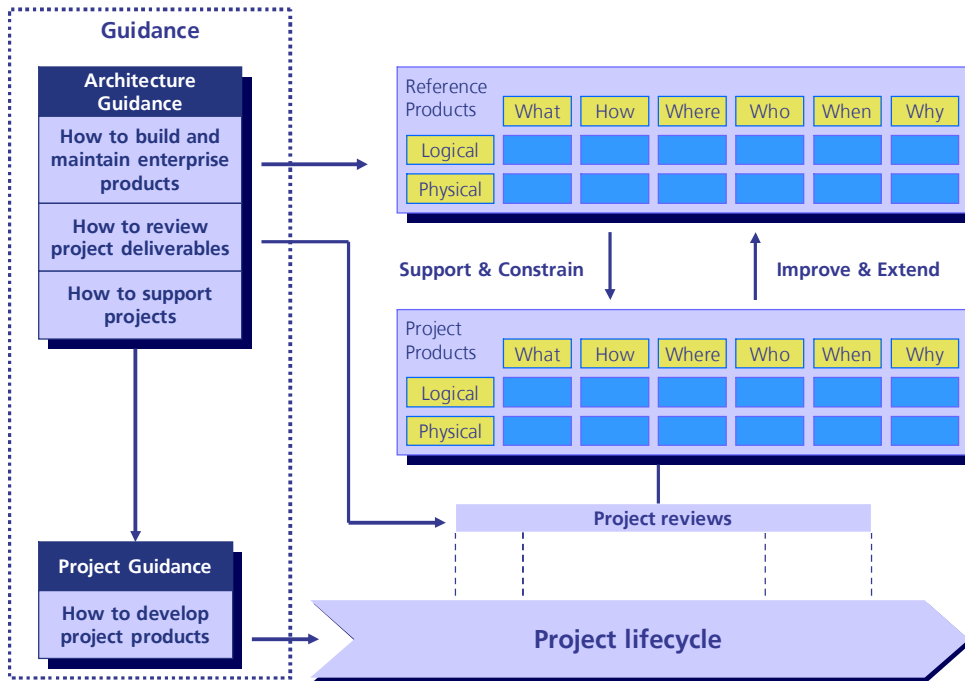 Guidance
Architecture
Guidance
How to build and
maintain enterprise
products
How to review
project deliverables
How to support
projects
Project Guidance
How to develop
project products
Reference
Products
What
How
Where
Who
When
Why
Logical
Physical
Support & Constrain
Improve & Extend
Project
Products
What
How
Where
Who
When
Why
Logical
Physical
Project reviews
Project lifecycle